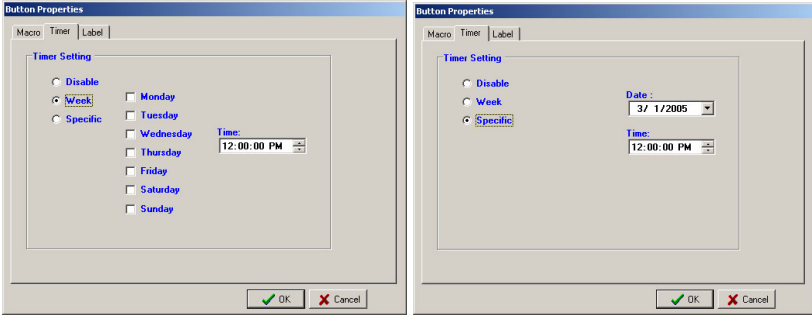 Button Properties
Macro Timer Label
Timer Setting
Disable
Week
Specific
Monday
Tuesday
Wednesday
Thursday
Friday
Saturday
Sunday
Time:
12:00:00 PM
OK Cancel
Button Properties
Macro Timer Label
Timer Setting
Disable
Week
Specific
Date :
3/ 1/2005
Time:
12:00:00 PM
OK Cancel